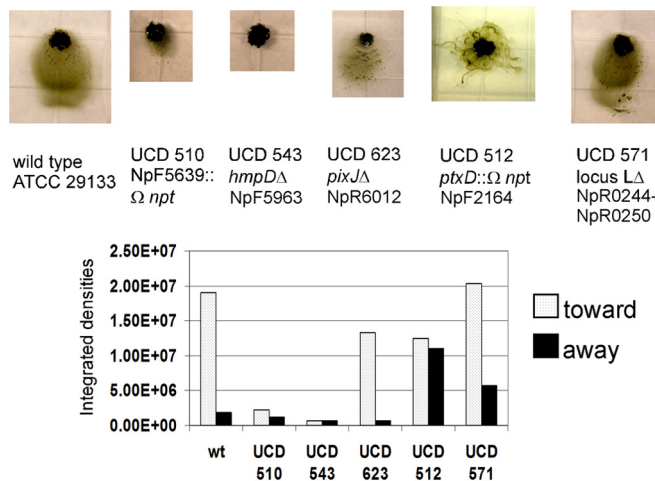 wild type
ATCC 29133
UCD 510
NpF5639::
Ω npt
UCD 543
hmpDΔ
NpF5963
UCD 623
pixJΔ
NpR6012
UCD 512
ptxD::Ω npt
NpF2164
UCD 571
locus LΔ
NpR0244-
NpR0250
Integrated densities
2.50E+07
2.00E+07
1.50E+07
1.00E+07
5.00E+06
0.00E+00
wt
UCD
510
UCD
543
UCD
623
UCD
512
UCD
571
toward
away